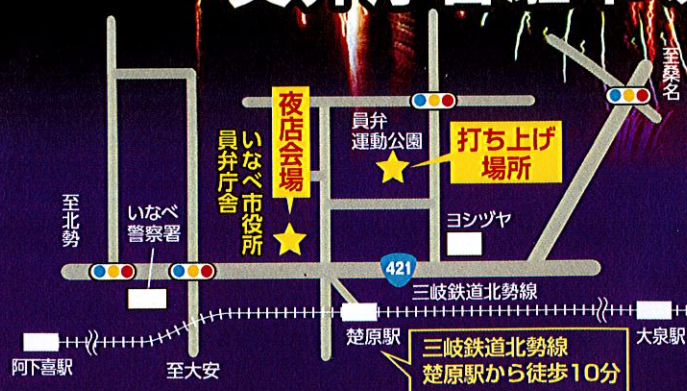 至桑名
夜店会場
いなべ市役所
員弁庁舎
員弁
運動公園
打ち上げ
場所
至北勢
いなべ
警察署
ヨシヅヤ
421
三岐鉄道北勢線
阿下喜駅
至大安
楚原駅
大泉駅
三岐鉄道北勢線
楚原駅から徒歩10分